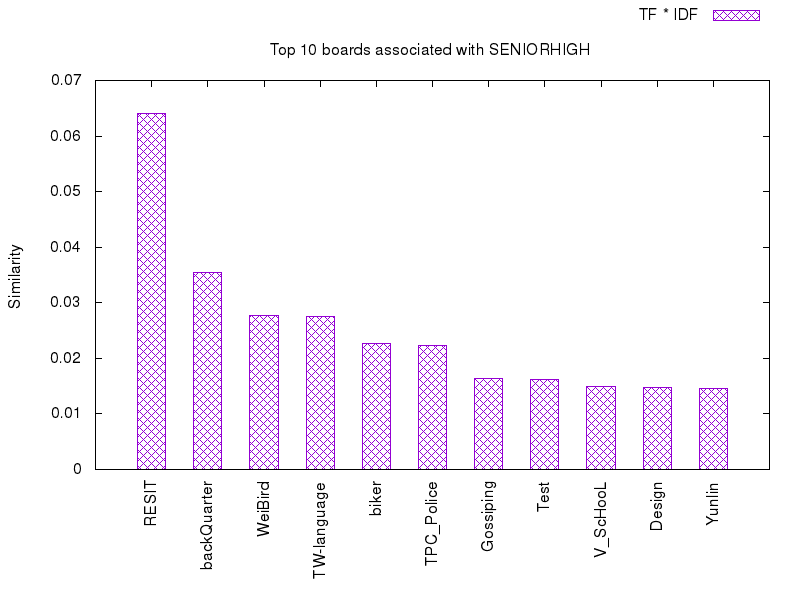 TF * IDF
Top 10 boards associated with SENIORHIGH
0.07
0.06
0.05
0.04
0.03
0.02
0.01
0
Similarity
RESIT
backQuarter
WeiBird
TW-language
biker
TPC_Police
Gossiping
Test
V_ScHooL
Design
Yunlin